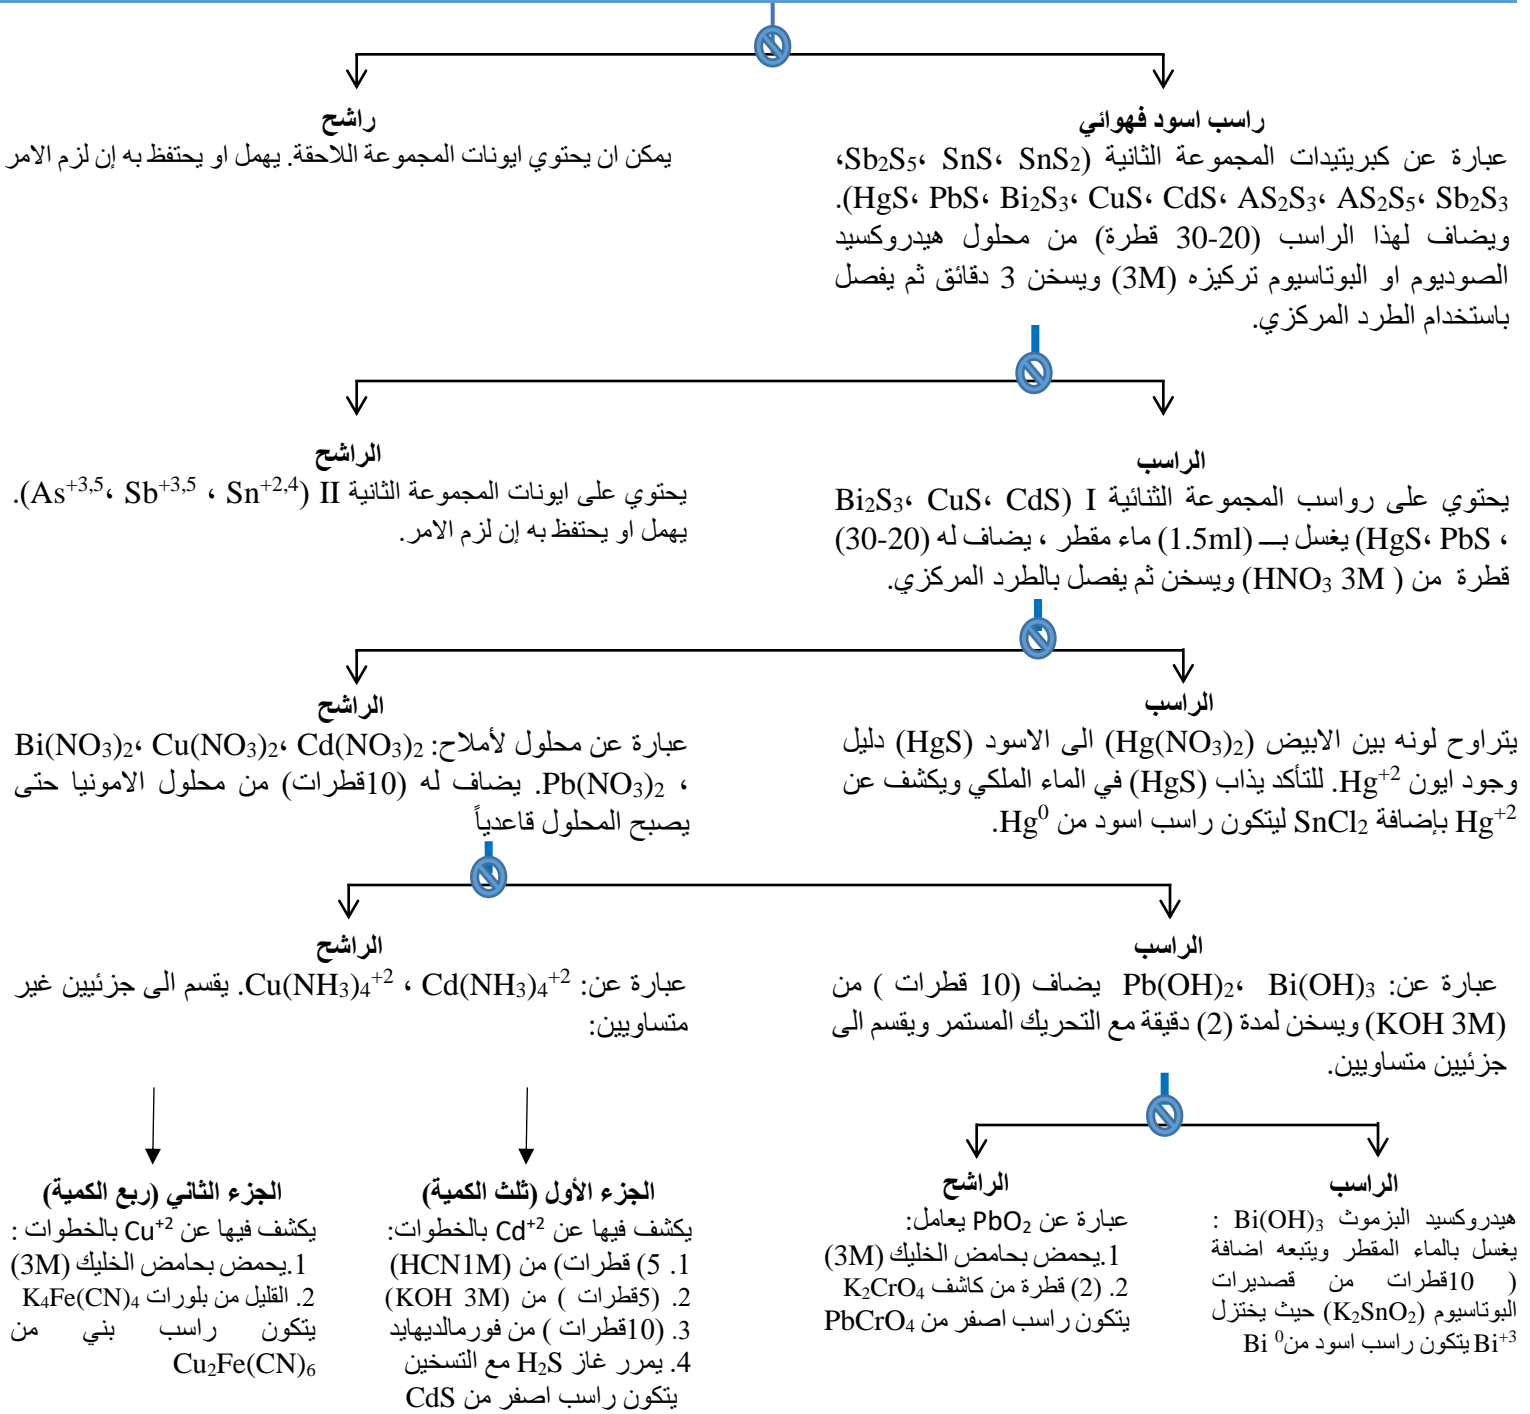 راسب اسود فهوائي
عبارة عن كبريتيدات المجموعة الثانية (Sb₂S₅، SnS، SnS₂،
HgS، PbS، Bi₂S₃، CuS، CdS، AS₂S₃، AS₂S₅، Sb₂S₃).
ويضاف لهذا الراسب (20-30 قطرة) من محلول هيدروكسيد
الصوديوم او البوتاسيوم تركيزه (3M) ويسخن 3 دقائق ثم يفصل
باستخدام الطرد المركزي.
راشح
يمكن ان يحتوي ايونات المجموعة اللاحقة. يهمل او يحتفظ به إن لزم الامر
الراسب
يحتوي على رواسب المجموعة الثنائية I (Bi₂S₃، CuS، CdS
، HgS، PbS) يغسل بـــ (1.5ml) ماء مقطر ، يضاف له (20-30)
قطرة من ( HNO₃ 3M) ويسخن ثم يفصل بالطرد المركزي.
الراشح
يحتوي على ايونات المجموعة الثانية II (As⁺³,⁵، Sb⁺³,⁵ ، Sn⁺²,⁴).
يهمل او يحتفظ به إن لزم الامر.
الراسب
يتراوح لونه بين الابيض (Hg(NO₃)₂) الى الاسود (HgS) دليل
وجود ايون Hg⁺². للتأكد يذاب (HgS) في الماء الملكي ويكشف عن
Hg⁺² بإضافة SnCl₂ ليتكون راسب اسود من Hg⁰.
الراشح
عبارة عن محلول لأملاح: Bi(NO₃)₂، Cu(NO₃)₂، Cd(NO₃)₂
، Pb(NO₃)₂. يضاف له (10قطرات) من محلول الامونيا حتى
يصبح المحلول قاعدياً
الراسب
عبارة عن: Pb(OH)₂، Bi(OH)₃ يضاف (10 قطرات ) من
(KOH 3M) ويسخن لمدة (2) دقيقة مع التحريك المستمر ويقسم الى
جزئيين متساويين.
الراشح
عبارة عن: Cu(NH₃)₄⁺² ، Cd(NH₃)₄⁺². يقسم الى جزئيين غير
متساويين:
الراسب
هيدروكسيد البزموث Bi(OH)₃ :
يغسل بالماء المقطر ويتبعه اضافة
( 10قطرات من قصديرات
البوتاسيوم (K₂SnO₂) حيث يختزل
Bi⁺³ يتكون راسب اسود من Bi ⁰
الراشح
عبارة عن PbO₂ يعامل:
1.يحمض بحامض الخليك (3M)
2. (2) قطرة من كاشف K₂CrO₄
يتكون راسب اصفر من PbCrO₄
الجزء الأول (ثلث الكمية)
يكشف فيها عن Cd⁺² بالخطوات:
1. 5) قطرات) من (HCN1M)
2. (5قطرات ) من (KOH 3M)
3. (10قطرات ) من فورمالديهايد
4. يمرر غاز H₂S مع التسخين
يتكون راسب اصفر من CdS
الجزء الثاني (ربع الكمية)
يكشف فيها عن Cu⁺² بالخطوات :
1.يحمض بحامض الخليك (3M)
2. القليل من بلورات K₄Fe(CN)₄
يتكون راسب بني من
Cu₂Fe(CN)₆